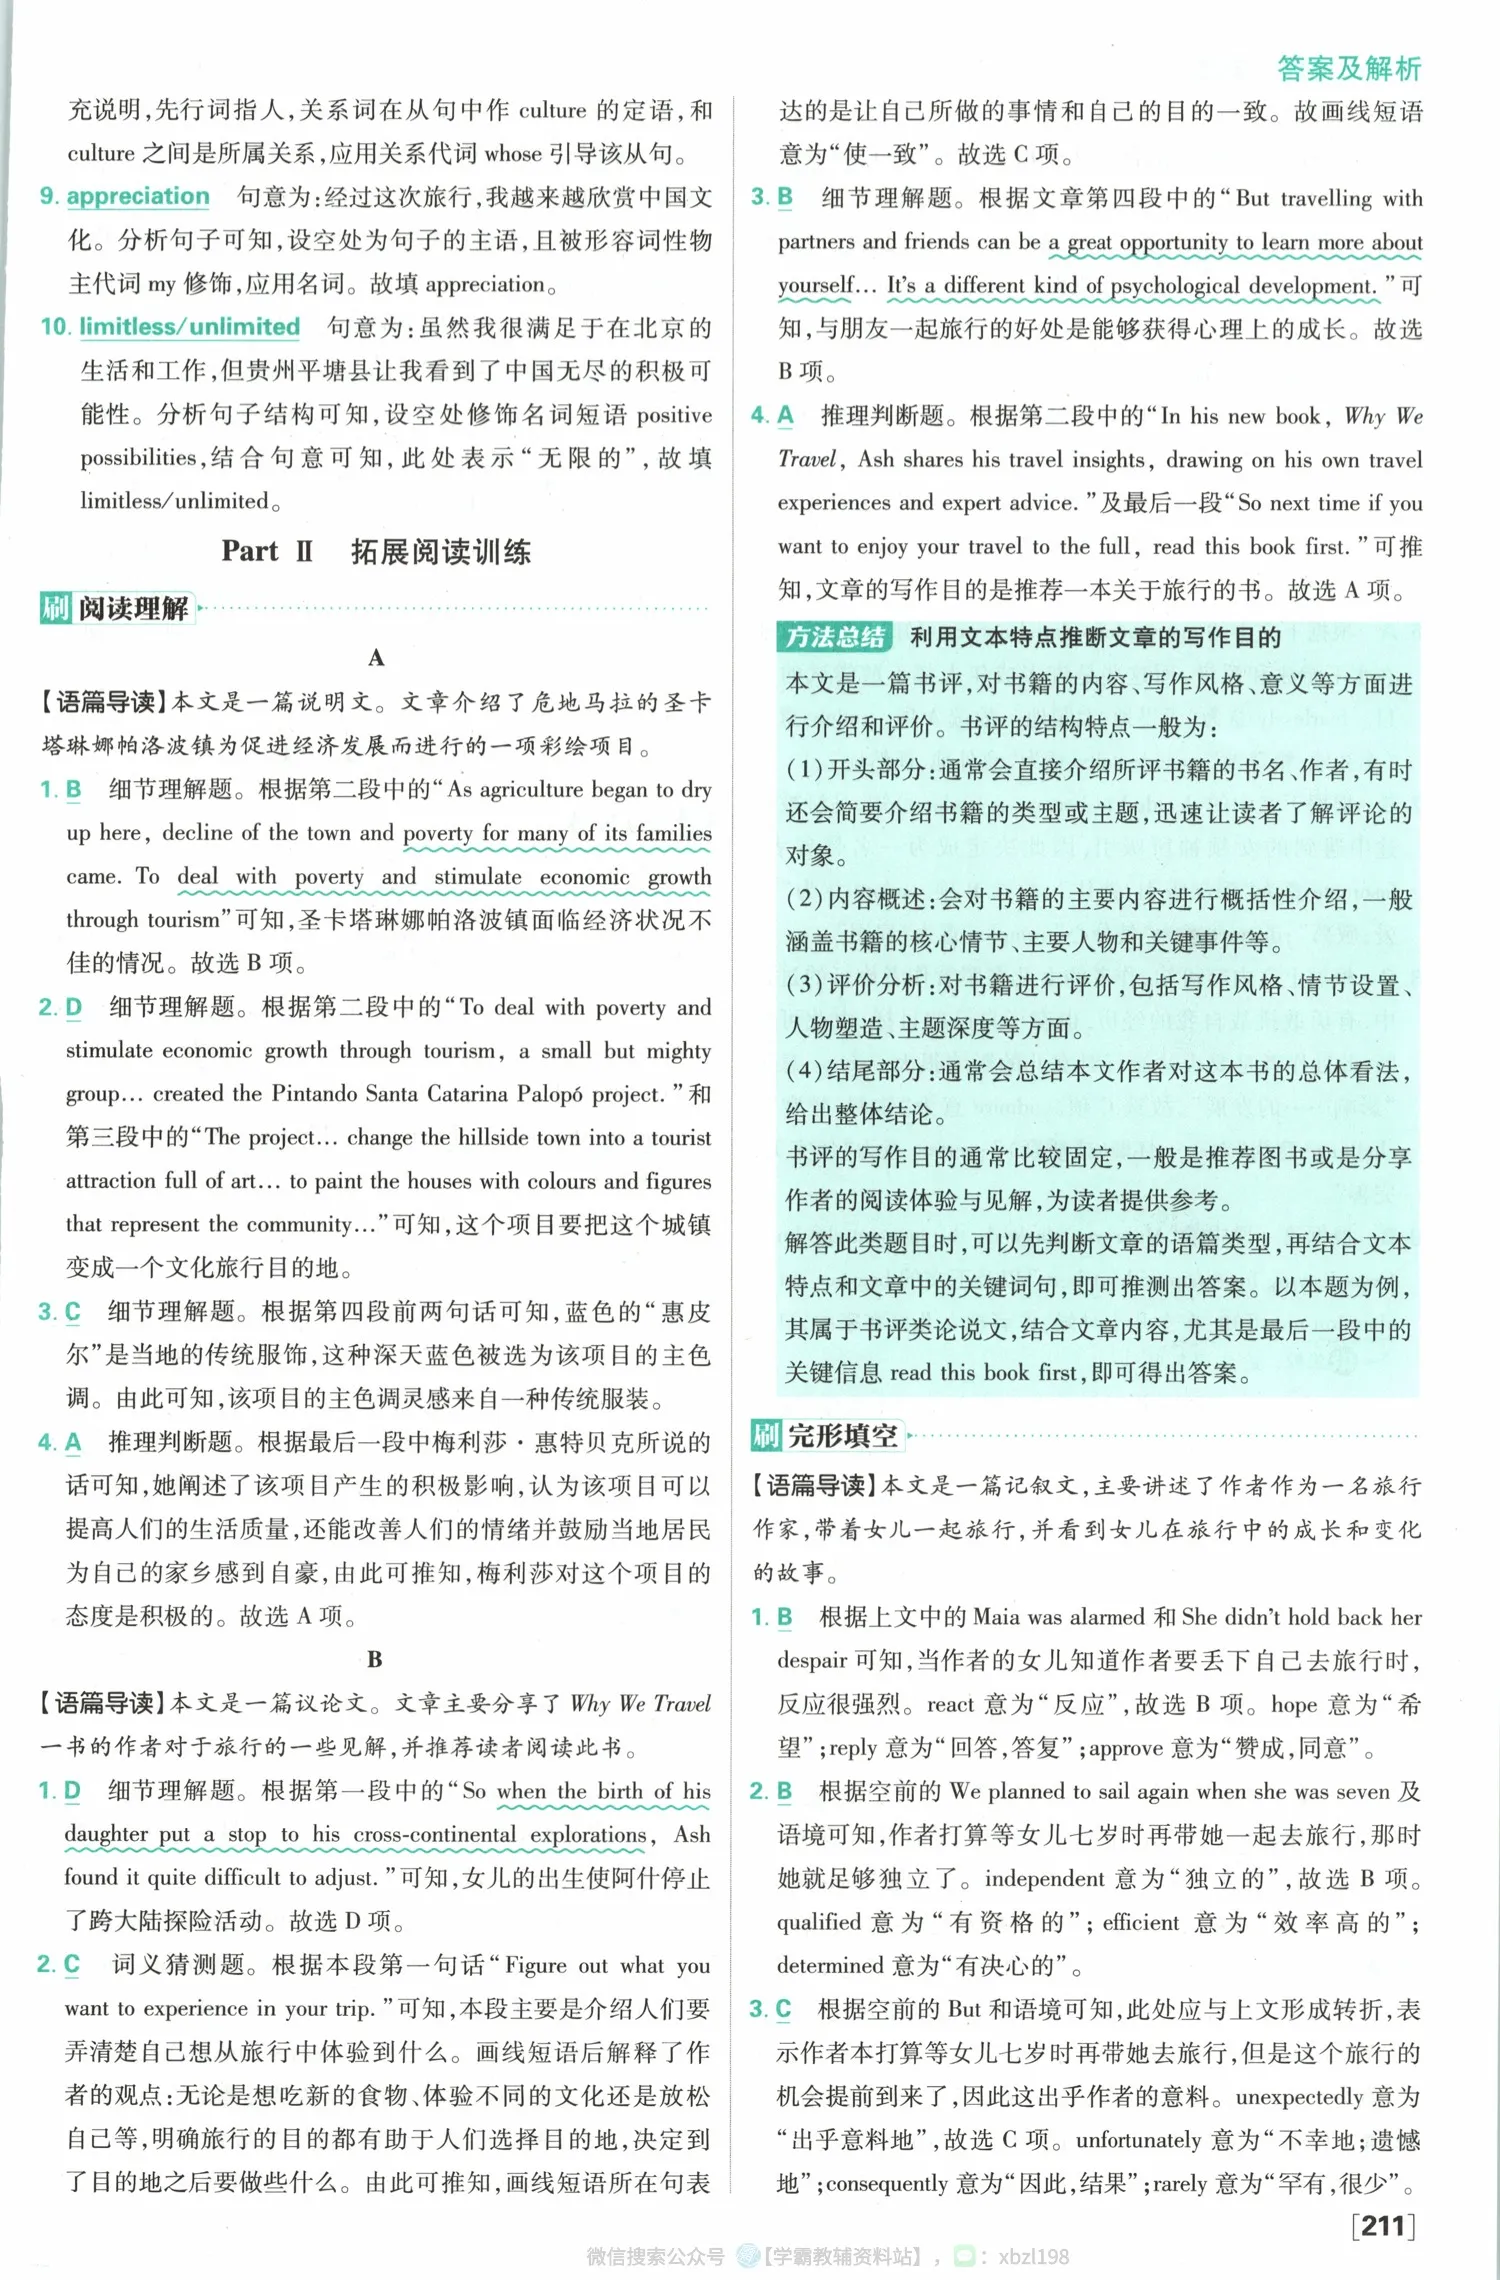 答案及解析
充说明,先行词指人,关系词在从句中作 culture 的定语,和
culture 之间是所属关系,应用关系代词 whose 引导该从句。
9. appreciation 句意为:经过这次旅行,我越来越欣赏中国文
化。分析句子可知,设空处为句子的主语,且被形容词性物
主代词 my 修饰,应用名词。故填 appreciation。
10. limitless/unlimited 句意为:虽然我很满足于在北京的
生活和工作,但贵州平塘县让我看到了中国无尽的积极可
能性。分析句子结构可知,设空处修饰名词短语 positive
possibilities,结合句意可知,此处表示“无限的”,故填
limitless/unlimited。
Part Ⅱ 拓展阅读训练
刷 阅读理解
A
【语篇导读】本文是一篇说明文。文章介绍了危地马拉的圣卡
塔琳娜帕洛波镇为促进经济发展而进行的一项彩绘项目。
1. B 细节理解题。根据第二段中的“As agriculture began to dry
up here, decline of the town and poverty for many of its families
came. To deal with poverty and stimulate economic growth
through tourism”可知,圣卡塔琳娜帕洛波镇面临经济状况不
佳的情况。故选 B 项。
2. D 细节理解题。根据第二段中的“To deal with poverty and
stimulate economic growth through tourism, a small but mighty
group... created the Pintando Santa Catarina Palopó project.”和
第三段中的“The project... change the hillside town into a tourist
attraction full of art... to paint the houses with colours and figures
that represent the community...”可知,这个项目要把这个城镇
变成一个文化旅行目的地。
3. C 细节理解题。根据第四段前两句话可知,蓝色的“惠皮
尔”是当地的传统服饰,这种深天蓝色被选为该项目的主色
调。由此可知,该项目的主色调灵感来自一种传统服装。
4. A 推理判断题。根据最后一段中梅利莎·惠特贝克所说的
话可知,她阐述了该项目产生的积极影响,认为该项目可以
提高人们的生活质量,还能改善人们的情绪并鼓励当地居民
为自己的家乡感到自豪,由此可推知,梅利莎对这个项目的
态度是积极的。故选 A 项。
B
【语篇导读】本文是一篇议论文。文章主要分享了 Why We Travel
一书的作者对于旅行的一些见解,并推荐读者阅读此书。
1. D 细节理解题。根据第一段中的“So when the birth of his
daughter put a stop to his cross-continental explorations, Ash
found it quite difficult to adjust.”可知,女儿的出生使阿什停止
了跨大陆探险活动。故选 D 项。
2. C 词义猜测题。根据本段第一句话“Figure out what you
want to experience in your trip.”可知,本段主要是介绍人们要
弄清楚自己想从旅行中体验到什么。画线短语后解释了作
者的观点:无论是想吃新的食物、体验不同的文化还是放松
自己等,明确旅行的目的都有助于人们选择目的地,决定到
了目的地之后要做些什么。由此可推知,画线短语所在句表
达的是让自己所做的事情和自己的目的一致。故画线短语
意为“使一致”。故选 C 项。
3. B 细节理解题。根据文章第四段中的“But travelling with
partners and friends can be a great opportunity to learn more about
yourself... It’s a different kind of psychological development.”可
知,与朋友一起旅行的好处是能够获得心理上的成长。故选
B 项。
4. A 推理判断题。根据第二段中的“In his new book, Why We
Travel, Ash shares his travel insights, drawing on his own travel
experiences and expert advice.”及最后一段“So next time if you
want to enjoy your travel to the full, read this book first.”可推
知,文章的写作目的是推荐一本关于旅行的书。故选 A 项。
方法总结 利用文本特点推断文章的写作目的
本文是一篇书评,对书籍的内容、写作风格、意义等方面进
行介绍和评价。书评的结构特点一般为:
(1)开头部分:通常会直接介绍所评书籍的书名、作者,有时
还会简要介绍书籍的类型或主题,迅速让读者了解评论的
对象。
(2)内容概述:会对书籍的主要内容进行概括性介绍,一般
涵盖书籍的核心情节、主要人物和关键事件等。
(3)评价分析:对书籍进行评价,包括写作风格、情节设置、
人物塑造、主题深度等方面。
(4)结尾部分:通常会总结本文作者对这本书的总体看法,
给出整体结论。
书评的写作目的通常比较固定,一般是推荐图书或是分享
作者的阅读体验与见解,为读者提供参考。
解答此类题目时,可以先判断文章的语篇类型,再结合文本
特点和文章中的关键词句,即可推测出答案。以本题为例,
其属于书评类论说文,结合文章内容,尤其是最后一段中的
关键信息 read this book first,即可得出答案。
刷 完形填空
【语篇导读】本文是一篇记叙文,主要讲述了作者作为一名旅行
作家,带着女儿一起旅行,并看到女儿在旅行中的成长和变化
的故事。
1. B 根据上文中的 Maia was alarmed 和 She didn’t hold back her
despair 可知,当作者的女儿知道作者要丢下自己去旅行时,
反应很强烈。react 意为“反应”,故选 B 项。hope 意为“希
望”;reply 意为“回答,答复”;approve 意为“赞成,同意”。
2. B 根据空前的 We planned to sail again when she was seven 及
语境可知,作者打算等女儿七岁时再带她一起去旅行,那时
她就足够独立了。independent 意为“独立的”,故选 B 项。
qualified 意为“有资格的”;efficient 意为“效率高的”;
determined 意为“有决心的”。
3. C 根据空前的 But 和语境可知,此处应与上文形成转折,表
示作者本打算等女儿七岁时再带她去旅行,但是这个旅行的
机会提前到来了,因此这出乎作者的意料。unexpectedly 意为
“出乎意料地”,故选 C 项。unfortunately 意为“不幸地;遗憾
地”;consequently 意为“因此,结果”;rarely 意为“罕有,很少”。
[211]
微信搜索公众号【学霸教辅资料站】,:xbzl198